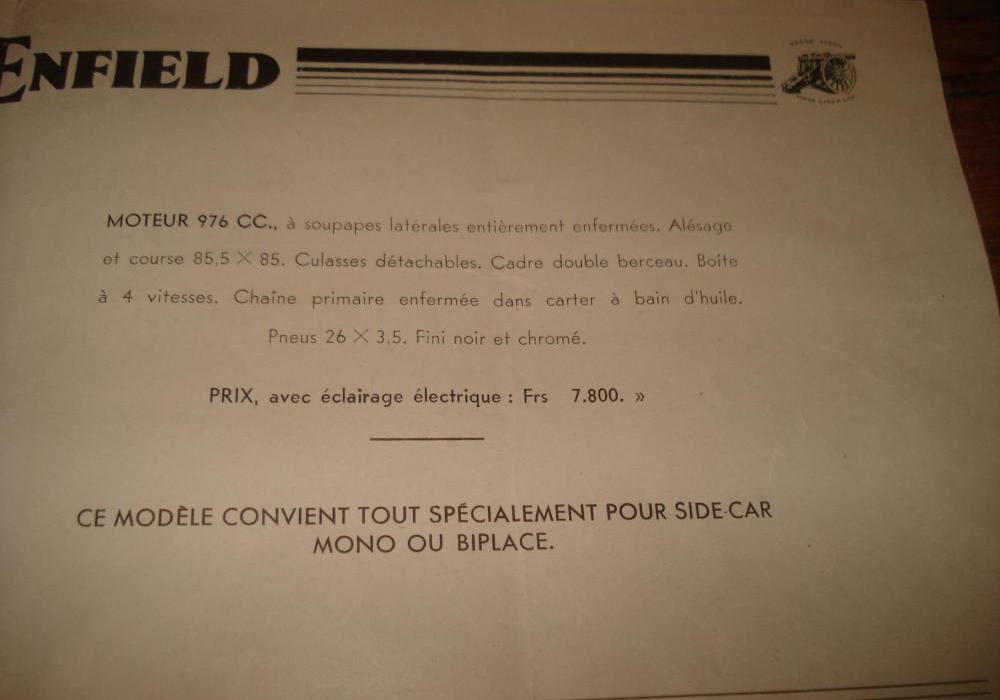 ENFIELD
MOTEUR 976 CC., à soupapes latérales entièrement enfermées. Alésage
et course 85,5 × 85. Culasses détachables. Cadre double berceau. Boîte
à 4 vitesses. Chaîne primaire enfermée dans carter à bain d'huile.
Pneus 26 × 3,5. Fini noir et chromé.
PRIX, avec éclairage électrique : Frs 7.800. »
CE MODÈLE CONVIENT TOUT SPÉCIALEMENT POUR SIDE-CAR
MONO OU BIPLACE.